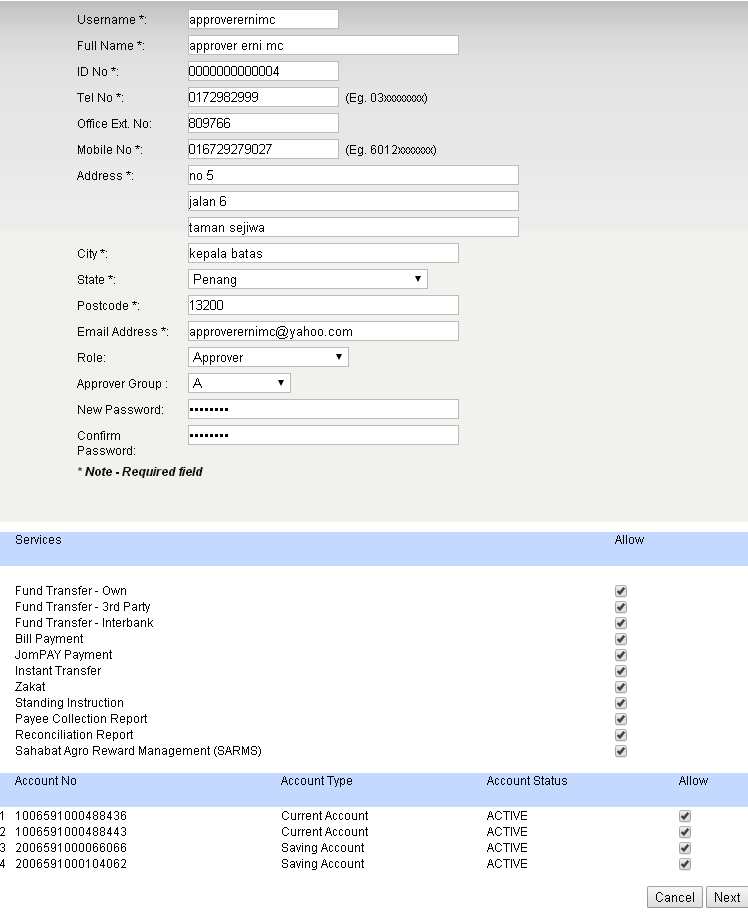 Username *: approverernimc
Full Name *: approver erni mc
ID No *: 0000000000004
Tel No *: 0172982999 (Eg. 03xxxxxxxx)
Office Ext. No: 809766
Mobile No *: 016729279027 (Eg. 6012xxxxxxx)
Address *: no 5
jalan 6
taman sejiwa
City *: kepala batas
State *: Penang
Postcode *: 13200
Email Address *: approverernimc@yahoo.com
Role: Approver
Approver Group : A
New Password: ••••••••
Confirm Password: ••••••••
* Note - Required field
Services Allow
Fund Transfer - Own
Fund Transfer - 3rd Party
Fund Transfer - Interbank
Bill Payment
JomPAY Payment
Instant Transfer
Zakat
Standing Instruction
Payee Collection Report
Reconciliation Report
Sahabat Agro Reward Management (SARMS)
Account No Account Type Account Status Allow
1 1006591000488436 Current Account ACTIVE
2 1006591000488443 Current Account ACTIVE
3 2006591000066066 Saving Account ACTIVE
4 2006591000104062 Saving Account ACTIVE
Cancel Next